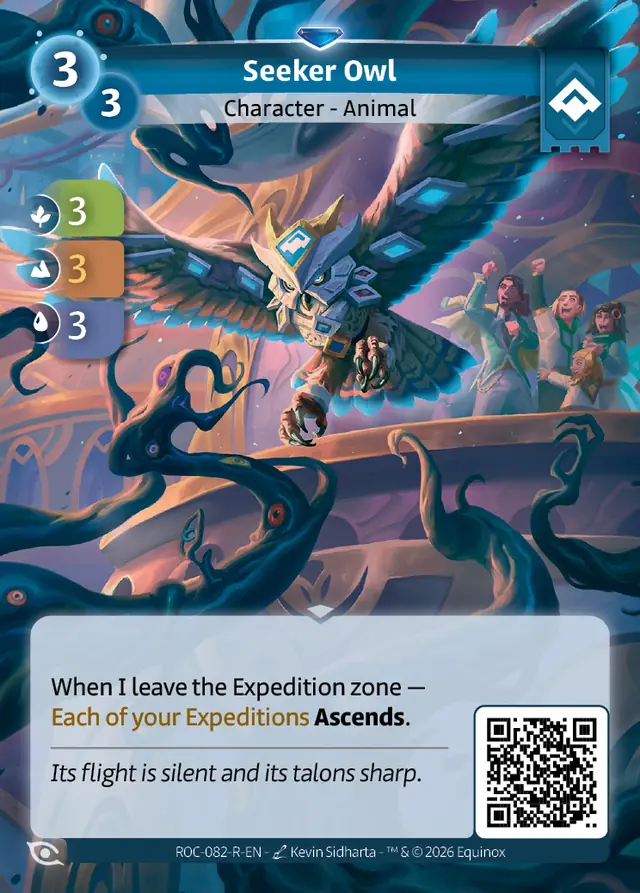 3
3
Seeker Owl
Character - Animal
3
3
3
When I leave the Expedition zone —
Each of your Expeditions Ascends.
Its flight is silent and its talons sharp.
ROC-082-R-EN - Kevin Sidharta - ™ & © 2026 Equinox